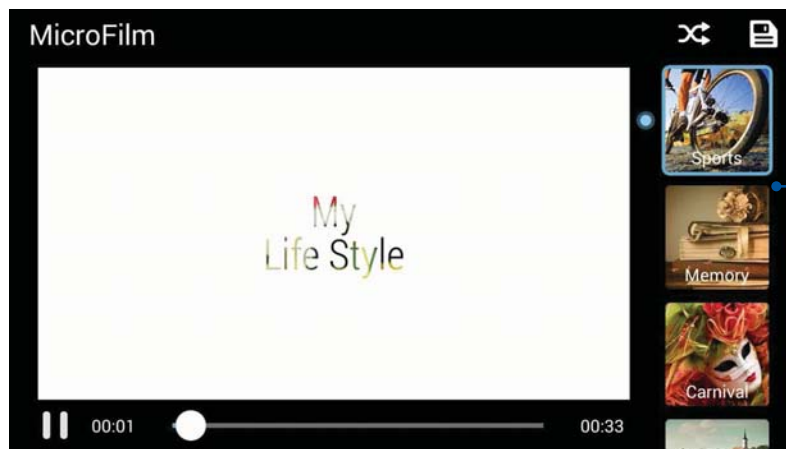 MicroFilm
My
Life Style
Sports
Memory
Carnival
00:01
00:33